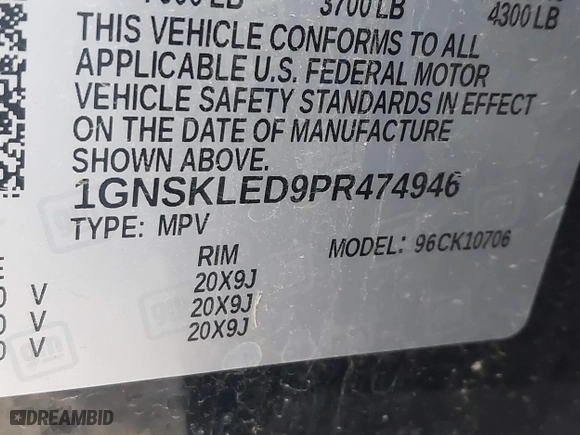 3700 LB
4300 LB
THIS VEHICLE CONFORMS TO ALL
APPLICABLE U.S. FEDERAL MOTOR
VEHICLE SAFETY STANDARDS IN EFFECT
ON THE DATE OF MANUFACTURE
SHOWN ABOVE.
1GNSKLED9PR474946
TYPE: MPV
MODEL: 96CK10706
RIM
V 20X9J
V 20X9J
V 20X9J
gm
DREAMBID